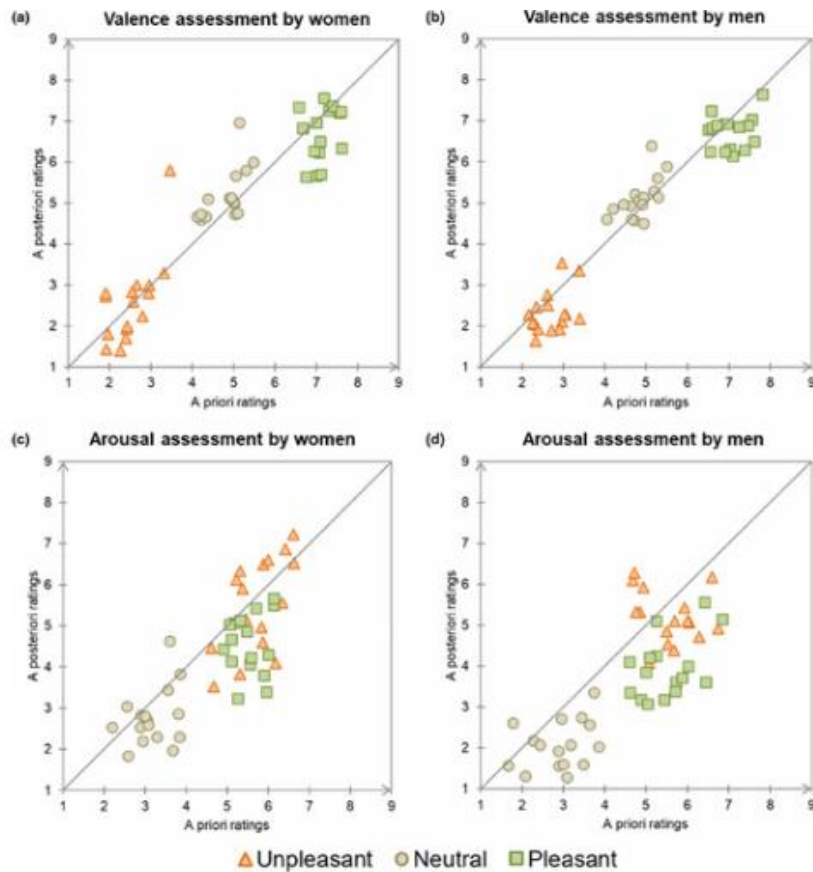 (a) Valence assessment by women
9
8
7
6
5
4
3
2
1
A posteriori ratings
1 2 3 4 5 6 7 8 9
A priori ratings
(b) Valence assessment by men
9
8
7
6
5
4
3
2
1
A posteriori ratings
1 2 3 4 5 6 7 8 9
A priori ratings
(c) Arousal assessment by women
9
8
7
6
5
4
3
2
1
A posteriori ratings
1 2 3 4 5 6 7 8 9
A priori ratings
(d) Arousal assessment by men
9
8
7
6
5
4
3
2
1
A posteriori ratings
1 2 3 4 5 6 7 8 9
A priori ratings
Unpleasant Neutral Pleasant